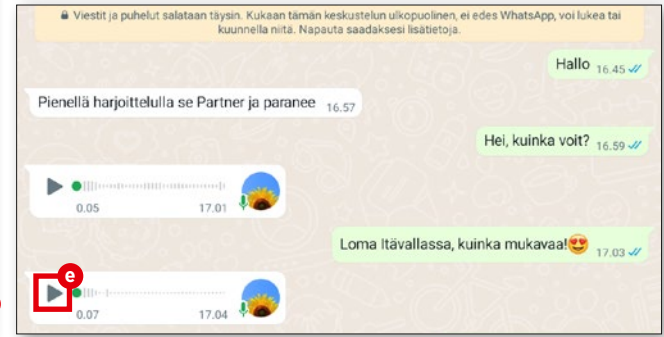 Viestit ja puhelut salataan täysin. Kukaan tämän keskustelun ulkopuolinen, ei edes WhatsApp, voi lukea tai
kuunnella niitä. Napauta saadaksesi lisätietoja.
Hallo 16.45
Pienellä harjoittelulla se Partner ja paranee 16.57
Hei, kuinka voit? 16.59
0.05 17.01
Loma Itävallassa, kuinka mukavaa!😍 17.03
e
0.07 17.04